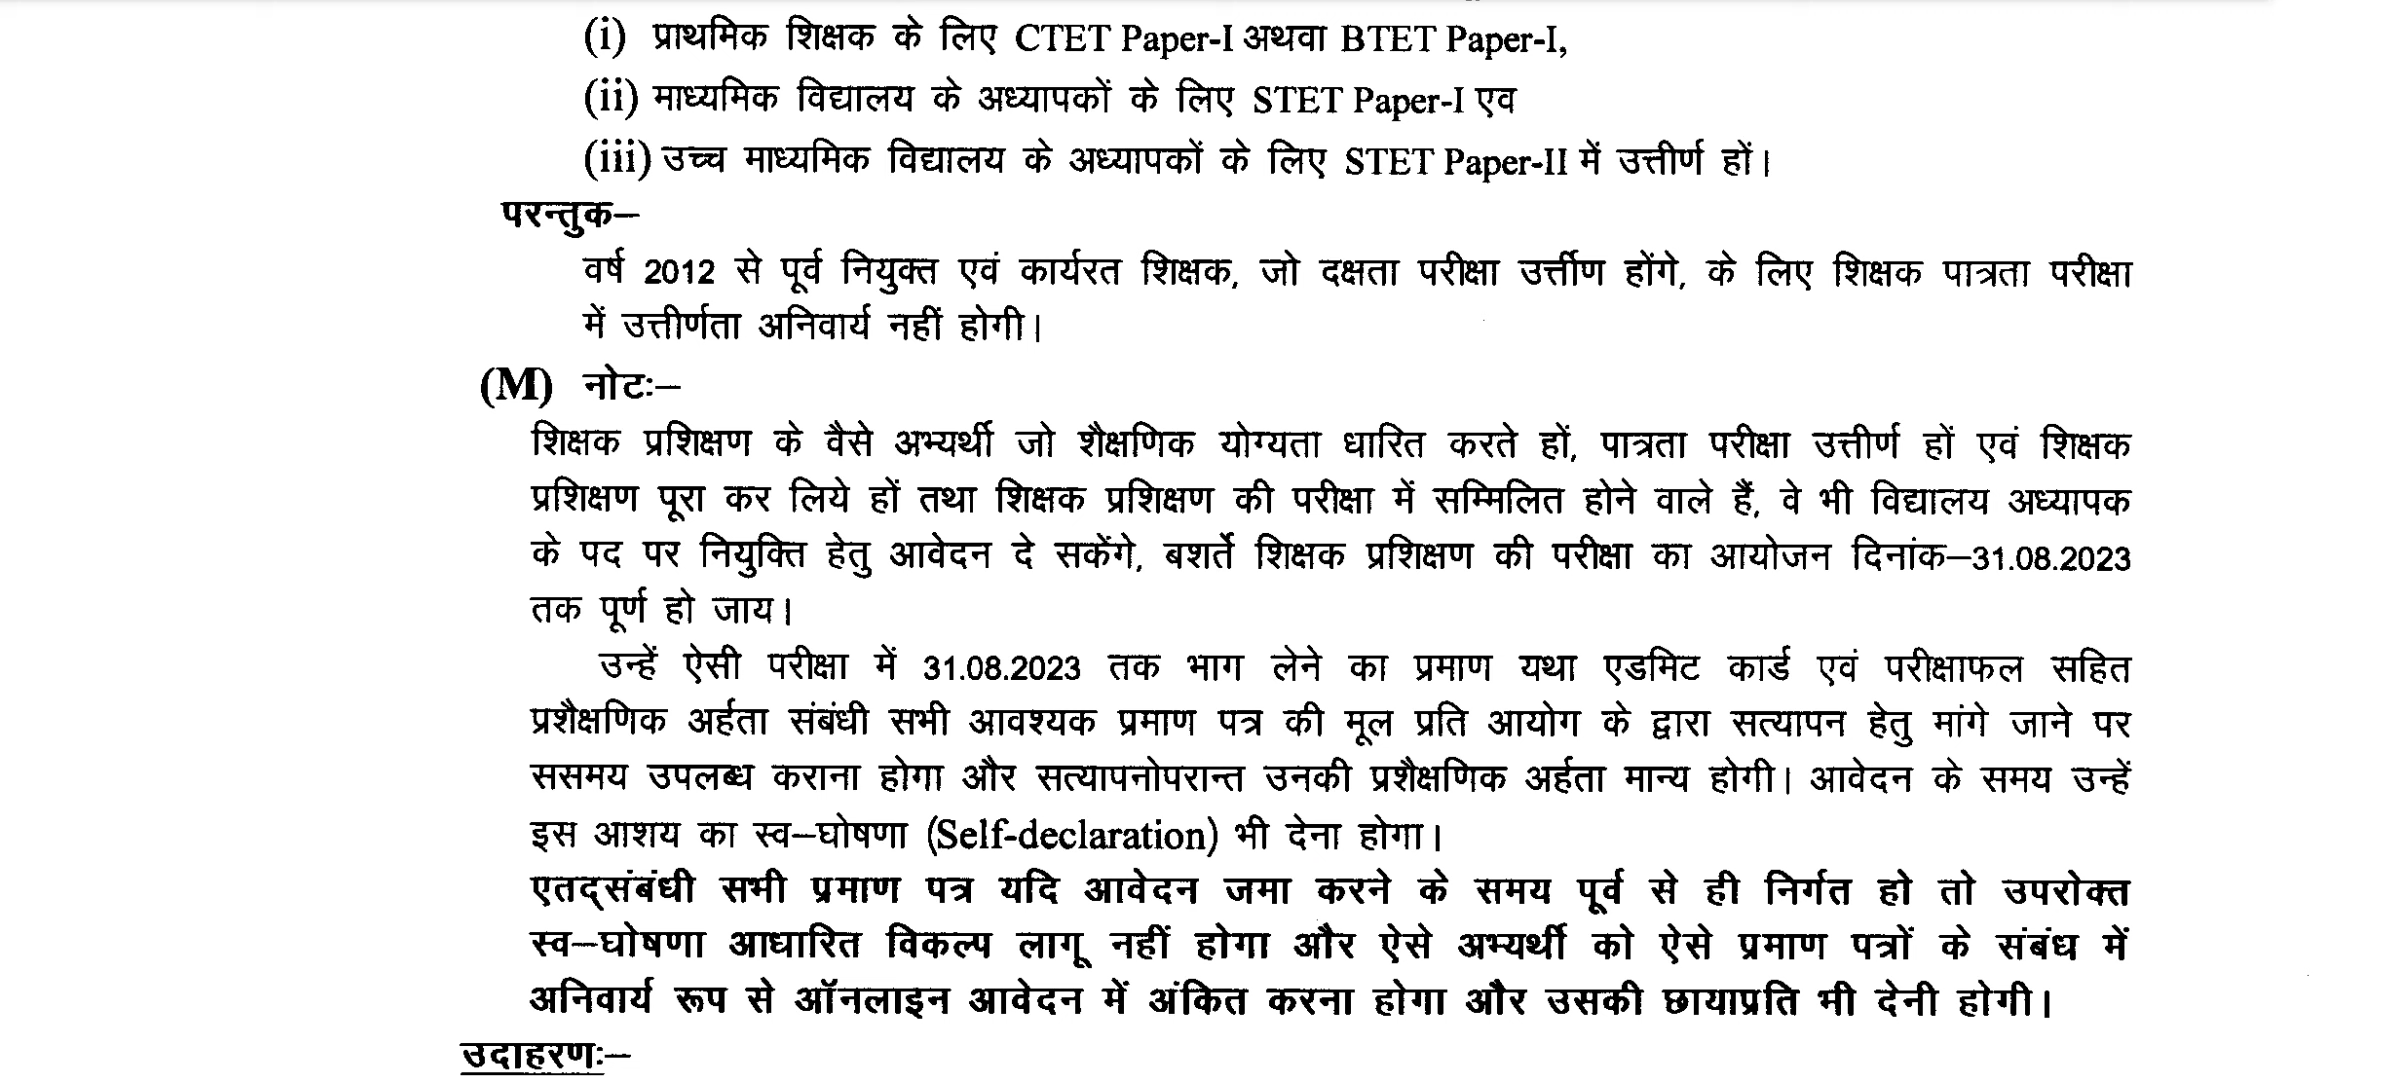 (i) प्राथमिक शिक्षक के लिए CTET Paper-I अथवा BTET Paper-I,
(ii) माध्यमिक विद्यालय के अध्यापकों के लिए STET Paper-I एव
(iii) उच्च माध्यमिक विद्यालय के अध्यापकों के लिए STET Paper-II में उत्तीर्ण हों।
परन्तुक–
वर्ष 2012 से पूर्व नियुक्त एवं कार्यरत शिक्षक, जो दक्षता परीक्षा उर्त्तीण होंगे, के लिए शिक्षक पात्रता परीक्षा
में उत्तीर्णता अनिवार्य नहीं होगी।
(M) नोटः–
शिक्षक प्रशिक्षण के वैसे अभ्यर्थी जो शैक्षणिक योग्यता धारित करते हों, पात्रता परीक्षा उत्तीर्ण हों एवं शिक्षक
प्रशिक्षण पूरा कर लिये हों तथा शिक्षक प्रशिक्षण की परीक्षा में सम्मिलित होने वाले हैं, वे भी विद्यालय अध्यापक
के पद पर नियुक्ति हेतु आवेदन दे सकेंगे, बशर्ते शिक्षक प्रशिक्षण की परीक्षा का आयोजन दिनांक–31.08.2023
तक पूर्ण हो जाय।
उन्हें ऐसी परीक्षा में 31.08.2023 तक भाग लेने का प्रमाण यथा एडमिट कार्ड एवं परीक्षाफल सहित
प्रशैक्षणिक अर्हता संबंधी सभी आवश्यक प्रमाण पत्र की मूल प्रति आयोग के द्वारा सत्यापन हेतु मांगे जाने पर
ससमय उपलब्ध कराना होगा और सत्यापनोपरान्त उनकी प्रशैक्षणिक अर्हता मान्य होगी। आवेदन के समय उन्हें
इस आशय का स्व–घोषणा (Self-declaration) भी देना होगा।
एतद्संबंधी सभी प्रमाण पत्र यदि आवेदन जमा करने के समय पूर्व से ही निर्गत हो तो उपरोक्त
स्व–घोषणा आधारित विकल्प लागू नहीं होगा और ऐसे अभ्यर्थी को ऐसे प्रमाण पत्रों के संबंध में
अनिवार्य रूप से ऑनलाइन आवेदन में अंकित करना होगा और उसकी छायाप्रति भी देनी होगी।
उदाहरणः–